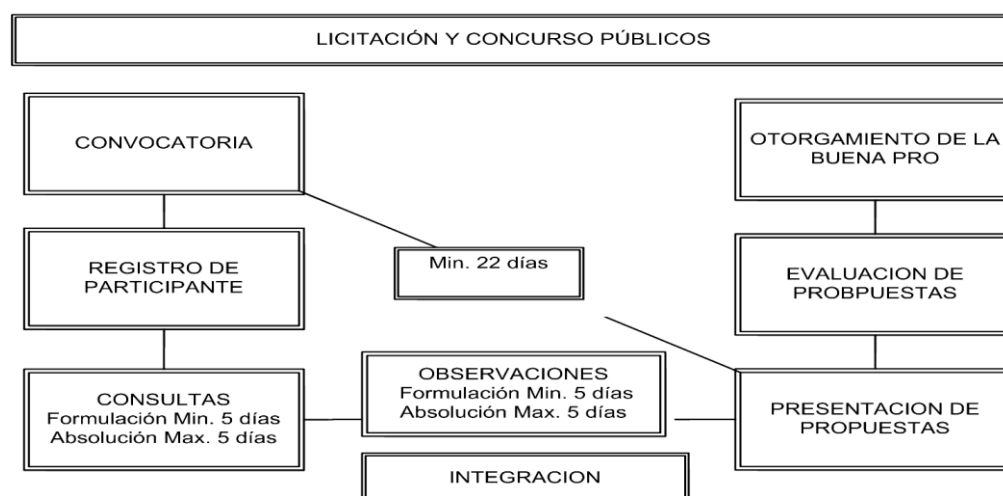 LICITACIÓN Y CONCURSO PÚBLICOS
CONVOCATORIA
REGISTRO DE
PARTICIPANTE
CONSULTAS
Formulación Min. 5 días
Absolución Max. 5 días
Min. 22 días
OBSERVACIONES
Formulación Min. 5 días
Absolución Max. 5 días
INTEGRACION
OTORGAMIENTO DE LA
BUENA PRO
EVALUACION DE
PROBPUESTAS
PRESENTACION DE
PROPUESTAS